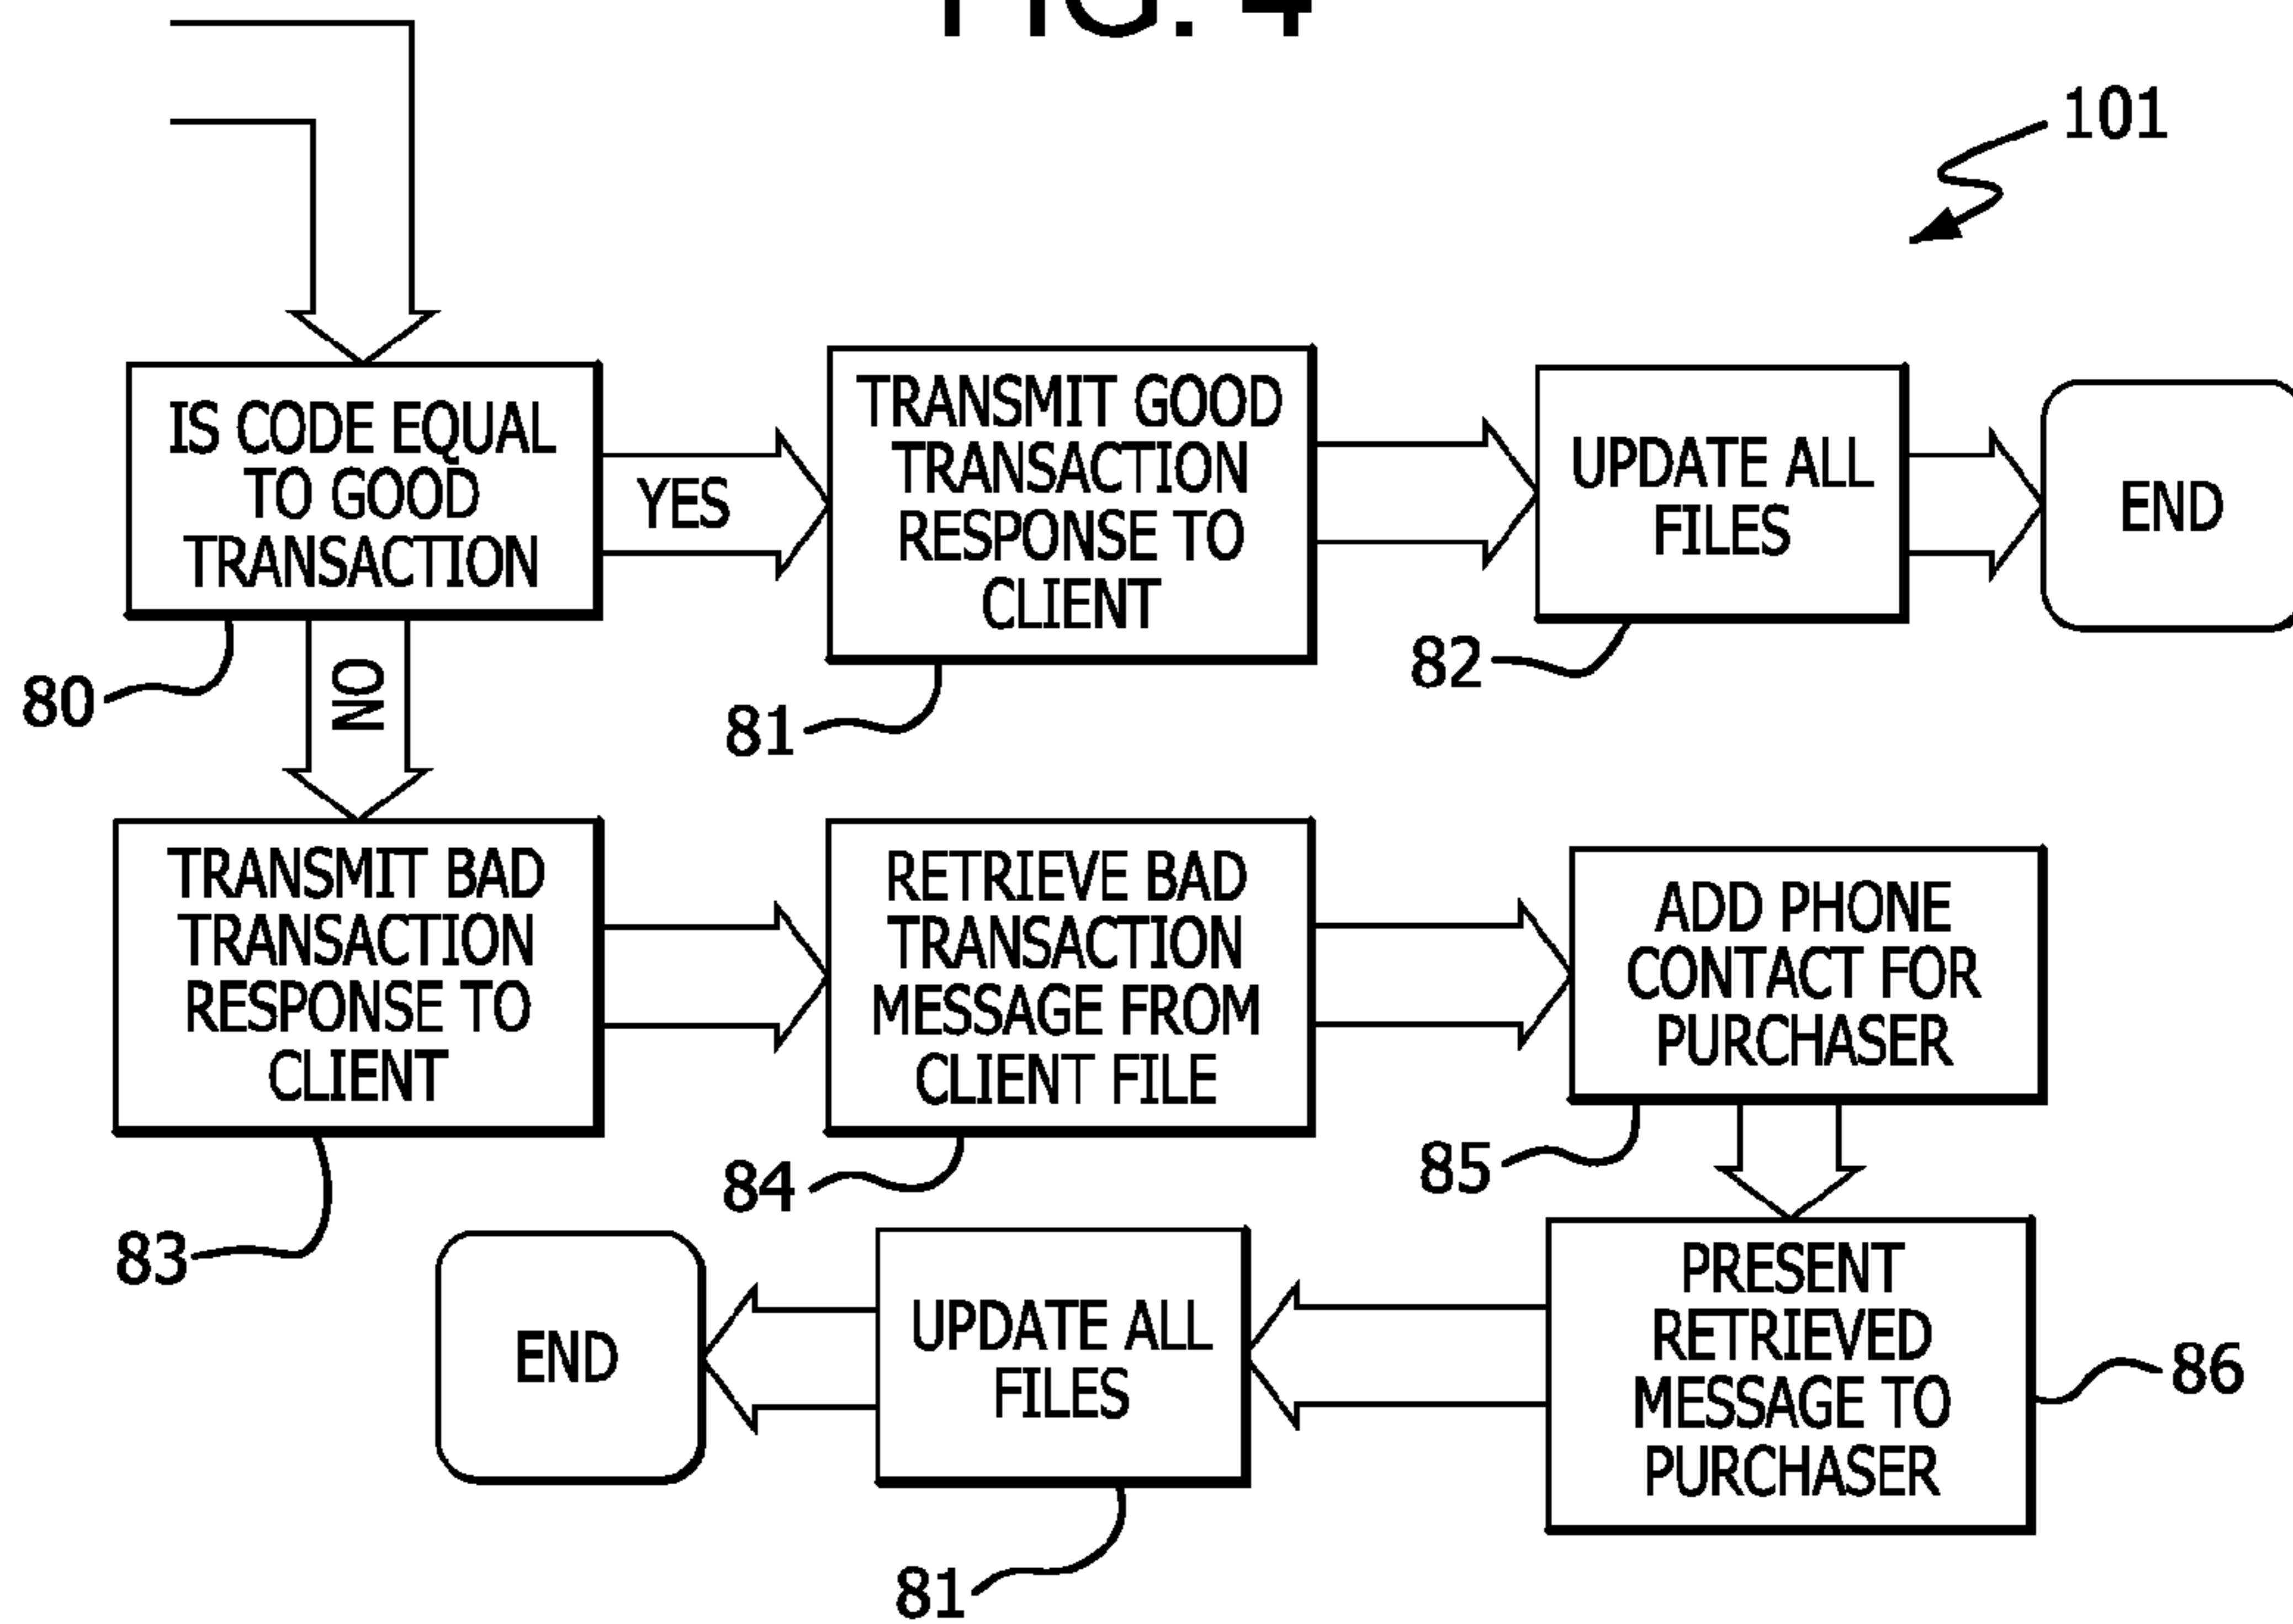 FIG. 4
101
IS CODE EQUAL
TO GOOD
TRANSACTION
YES
TRANSMIT GOOD
TRANSACTION
RESPONSE TO
CLIENT
UPDATE ALL
FILES
END
80
NO
81
82
TRANSMIT BAD
TRANSACTION
RESPONSE TO
CLIENT
RETRIEVE BAD
TRANSACTION
MESSAGE FROM
CLIENT FILE
ADD PHONE
CONTACT FOR
PURCHASER
83
84
85
END
UPDATE ALL
FILES
PRESENT
RETRIEVED
MESSAGE TO
PURCHASER
86
81